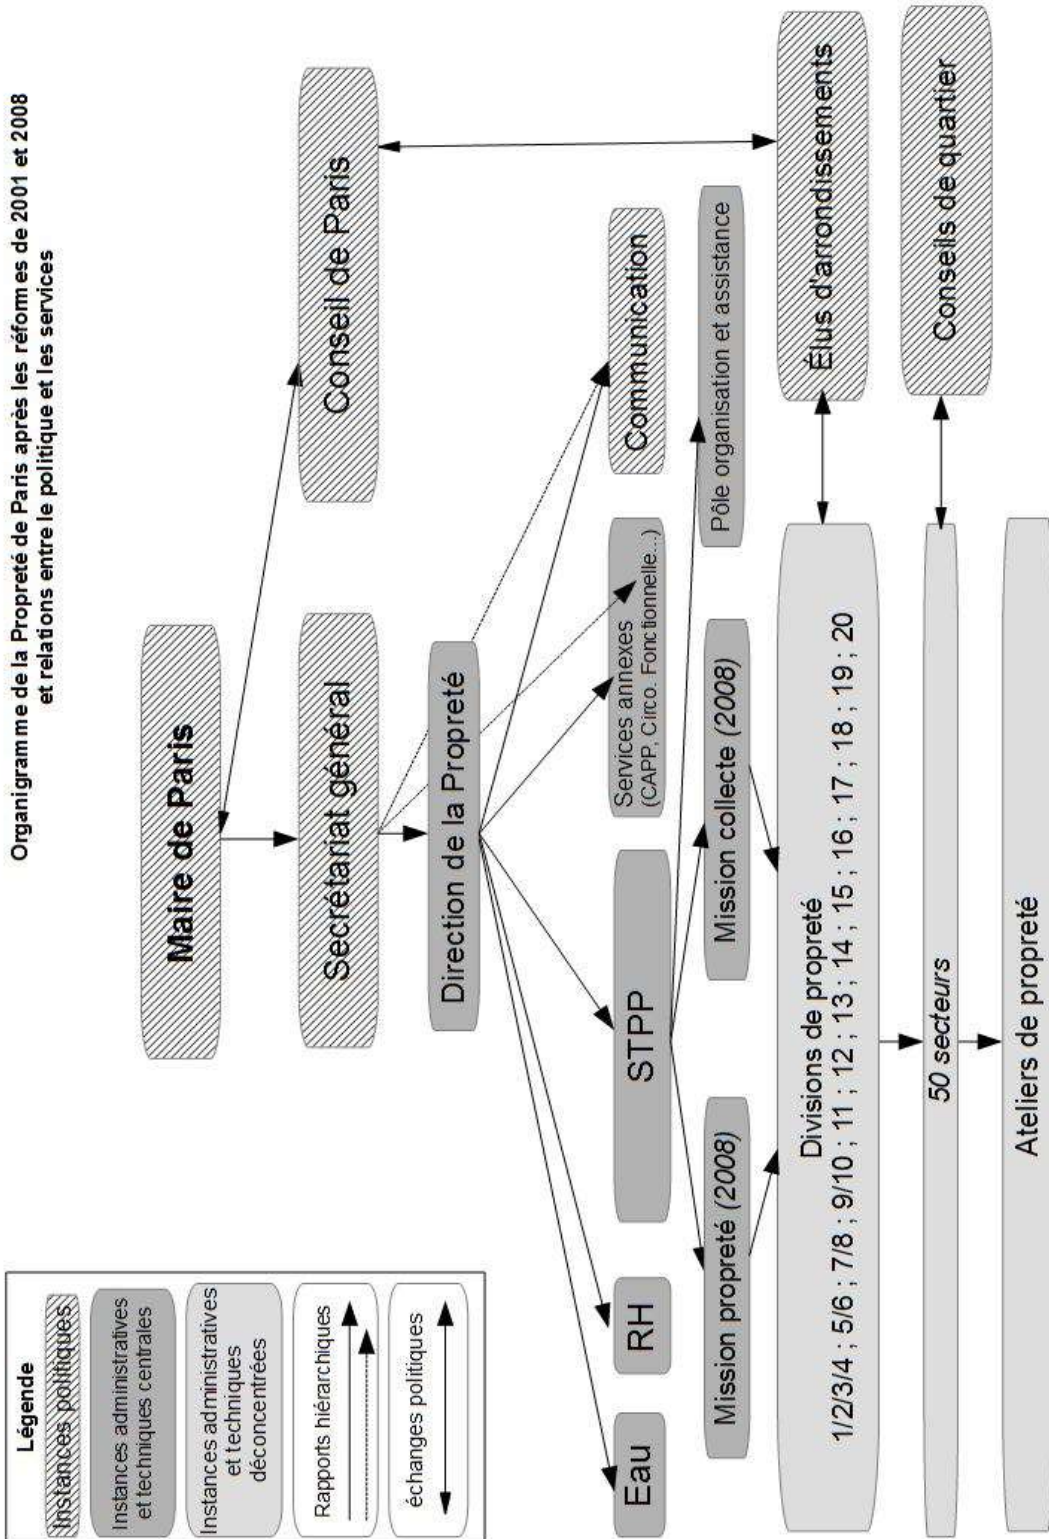 Organigramme de la Propreté de Paris après les réformes de 2001 et 2008
et relations entre le politique et les services
Légende
Instances politiques
Instances administratives
et techniques centrales
Instances administratives
et techniques
déconcentrées
Rapports hiérarchiques
échanges politiques
Maire de Paris
Secrétariat général
Conseil de Paris
Direction de la Propreté
Eau
RH
STPP
Services annexes
(CAPP, Circo. Fonctionnelle...)
Communication
Mission propreté (2008)
Mission collecte (2008)
Pôle organisation et assistance
Divisions de propreté
1/2/3/4 ; 5/6 ; 7/8 ; 9/10 ; 11 ; 12 ; 13 ; 14 ; 15 ; 16 ; 17 ; 18 ; 19 ; 20
Élus d'arrondissements
50 secteurs
Conseils de quartier
Ateliers de propreté